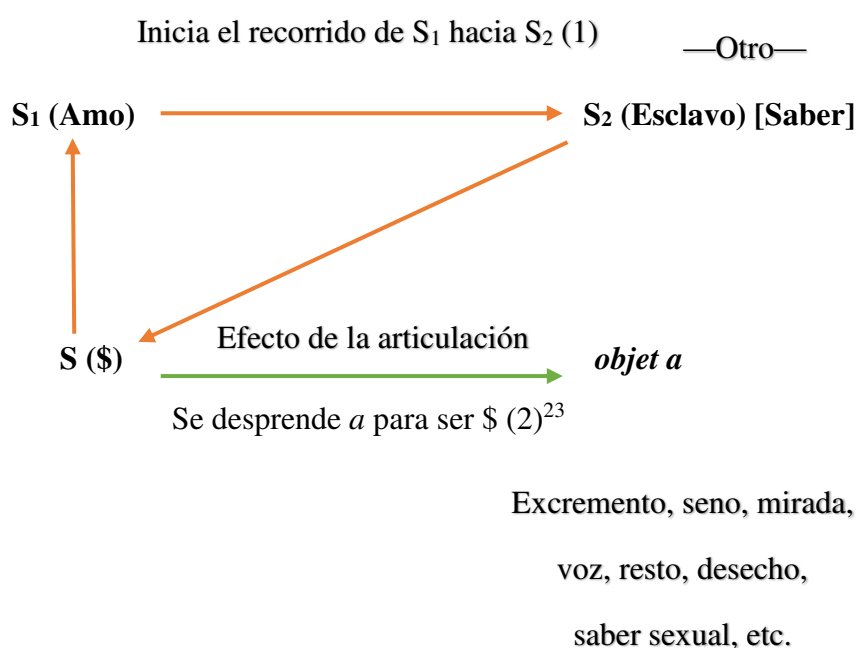 Inicia el recorrido de S₁ hacia S₂ (1)
—Otro—
S₁ (Amo)
S₂ (Esclavo) [Saber]
Efecto de la articulación
S ($)
objet a
Se desprende a para ser $ (2)²³
Excremento, seno, mirada,
voz, resto, desecho,
saber sexual, etc.